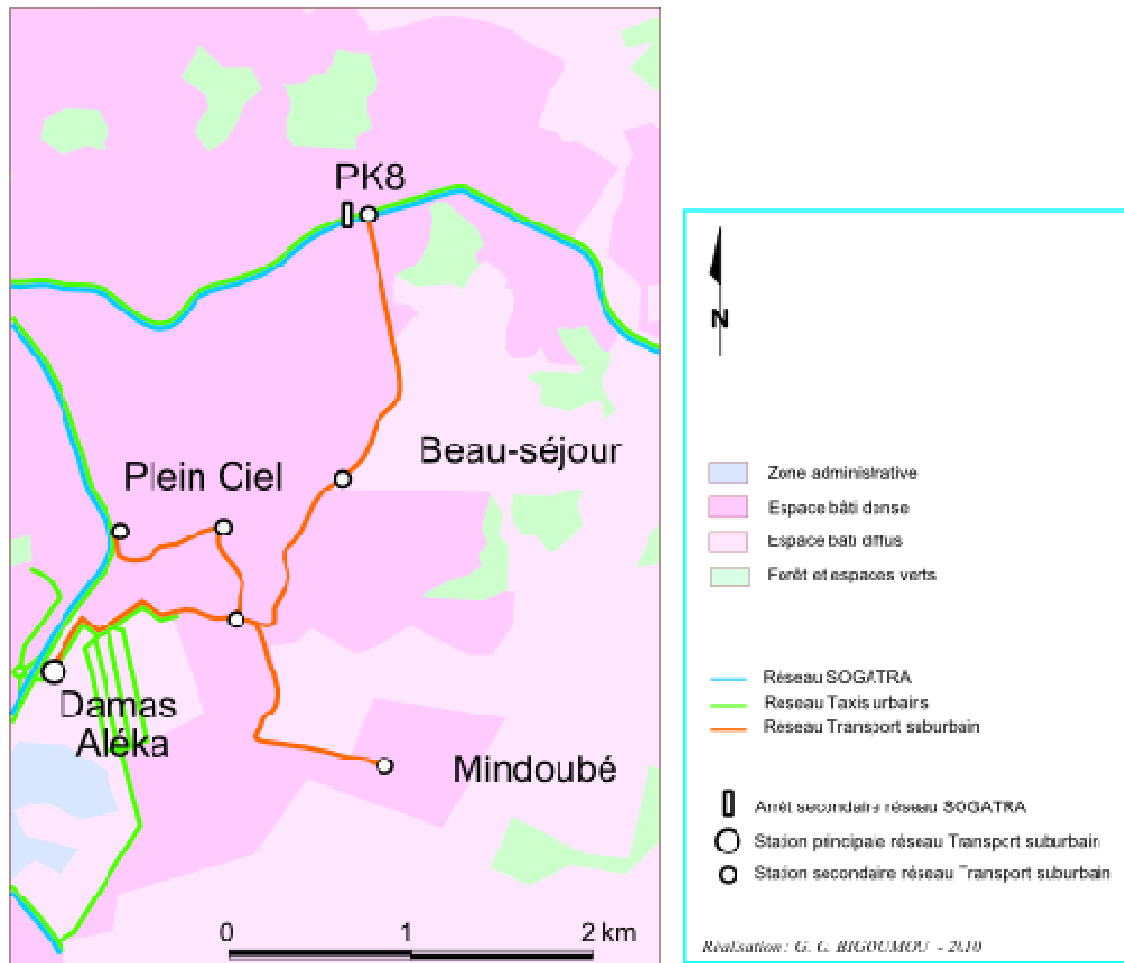 PK8
Beau-séjour
Plein Ciel
Damas
Aléka
Mindoubé
0 1 2 km
N
Zone administrative
Espace bâti dense
Espace bâti diffus
Forêt et espaces verts
Réseau SOGATRA
Reseau Taxis urbains
Reseau Transport suburbain
Arrêt secondaire réseau SOGATRA
Station principale réseau Transport suburbain
Station secondaire réseau Transport suburbain
Réalisation: G. C. BIGOUMOU - 2010